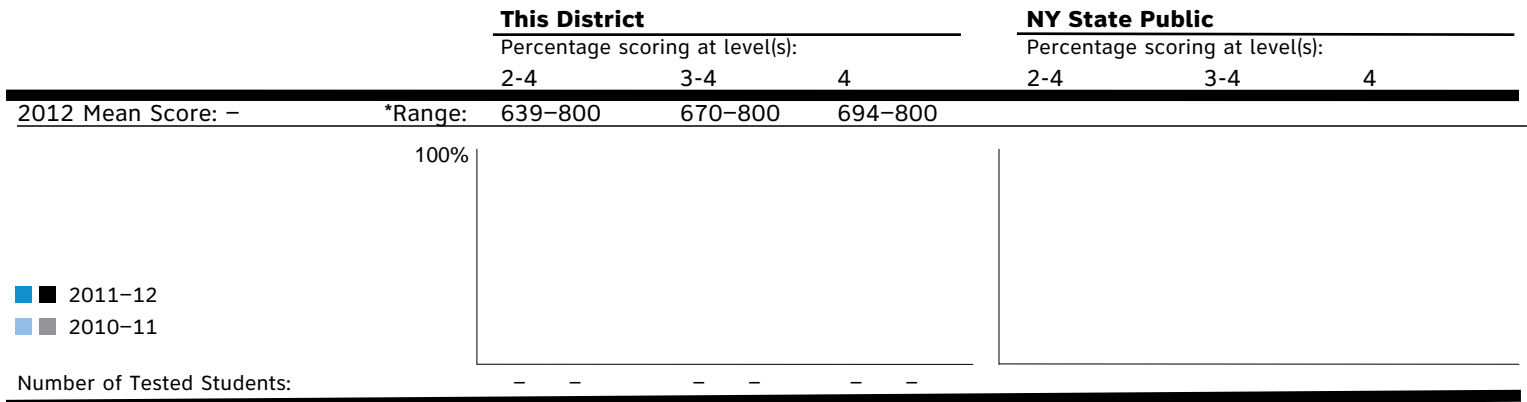 This District NY State Public
Percentage scoring at level(s): Percentage scoring at level(s):
2-4 3-4 4 2-4 3-4 4
2012 Mean Score: – *Range: 639–800 670–800 694–800
100%
2011–12
2010–11
Number of Tested Students: – – – – – –